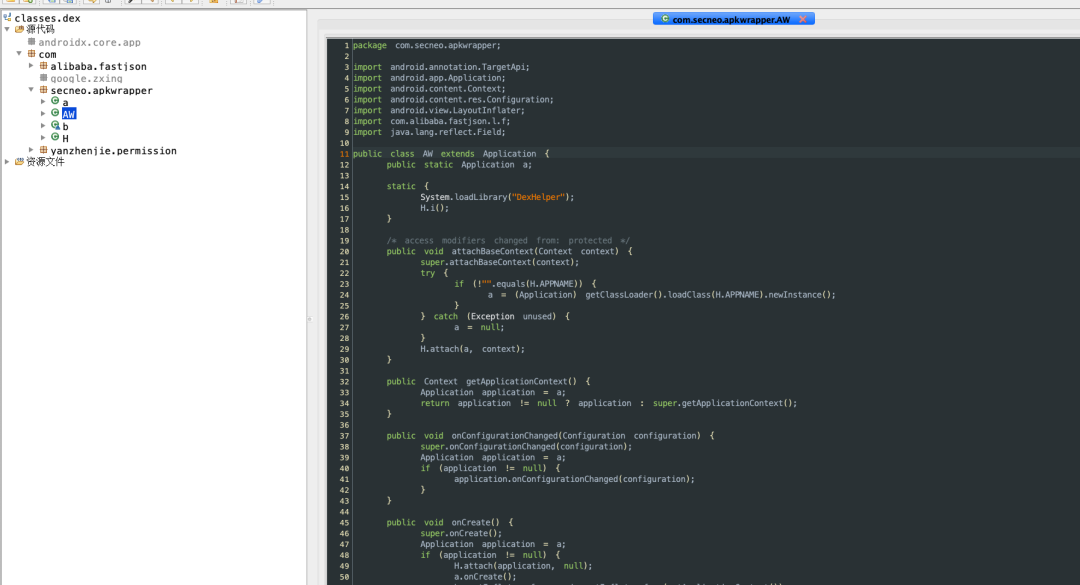 classes.dex
源代码
androidx.core.app
com
alibaba.fastjson
google.zxing
secneo.apkwrapper
a
AW
b
H
yanzhenjie.permission
资源文件
com.secneo.apkwrapper.AW
1 package com.secneo.apkwrapper;
2
3 import android.annotation.TargetApi;
4 import android.app.Application;
5 import android.content.Context;
6 import android.content.res.Configuration;
7 import android.view.LayoutInflater;
8 import com.alibaba.fastjson.l.f;
9 import java.lang.reflect.Field;
10
11 public class AW extends Application {
12 public static Application a;
13
14 static {
15 System.loadLibrary("DexHelper");
16 H.i();
17 }
18
19 /* access modifiers changed from: protected */
20 public void attachBaseContext(Context context) {
21 super.attachBaseContext(context);
22 try {
23 if (!"".equals(H.APPNAME)) {
24 a = (Application) getClassLoader().loadClass(H.APPNAME).newInstance();
25 }
26 } catch (Exception unused) {
27 a = null;
28 }
29 H.attach(a, context);
30 }
31
32 public Context getApplicationContext() {
33 Application application = a;
34 return application != null ? application : super.getApplicationContext();
35 }
36
37 public void onConfigurationChanged(Configuration configuration) {
38 super.onConfigurationChanged(configuration);
39 Application application = a;
40 if (application != null) {
41 application.onConfigurationChanged(configuration);
42 }
43 }
44
45 public void onCreate() {
46 super.onCreate();
47 Application application = a;
48 if (application != null) {
49 H.attach(application, null);
50 a.onCreate();